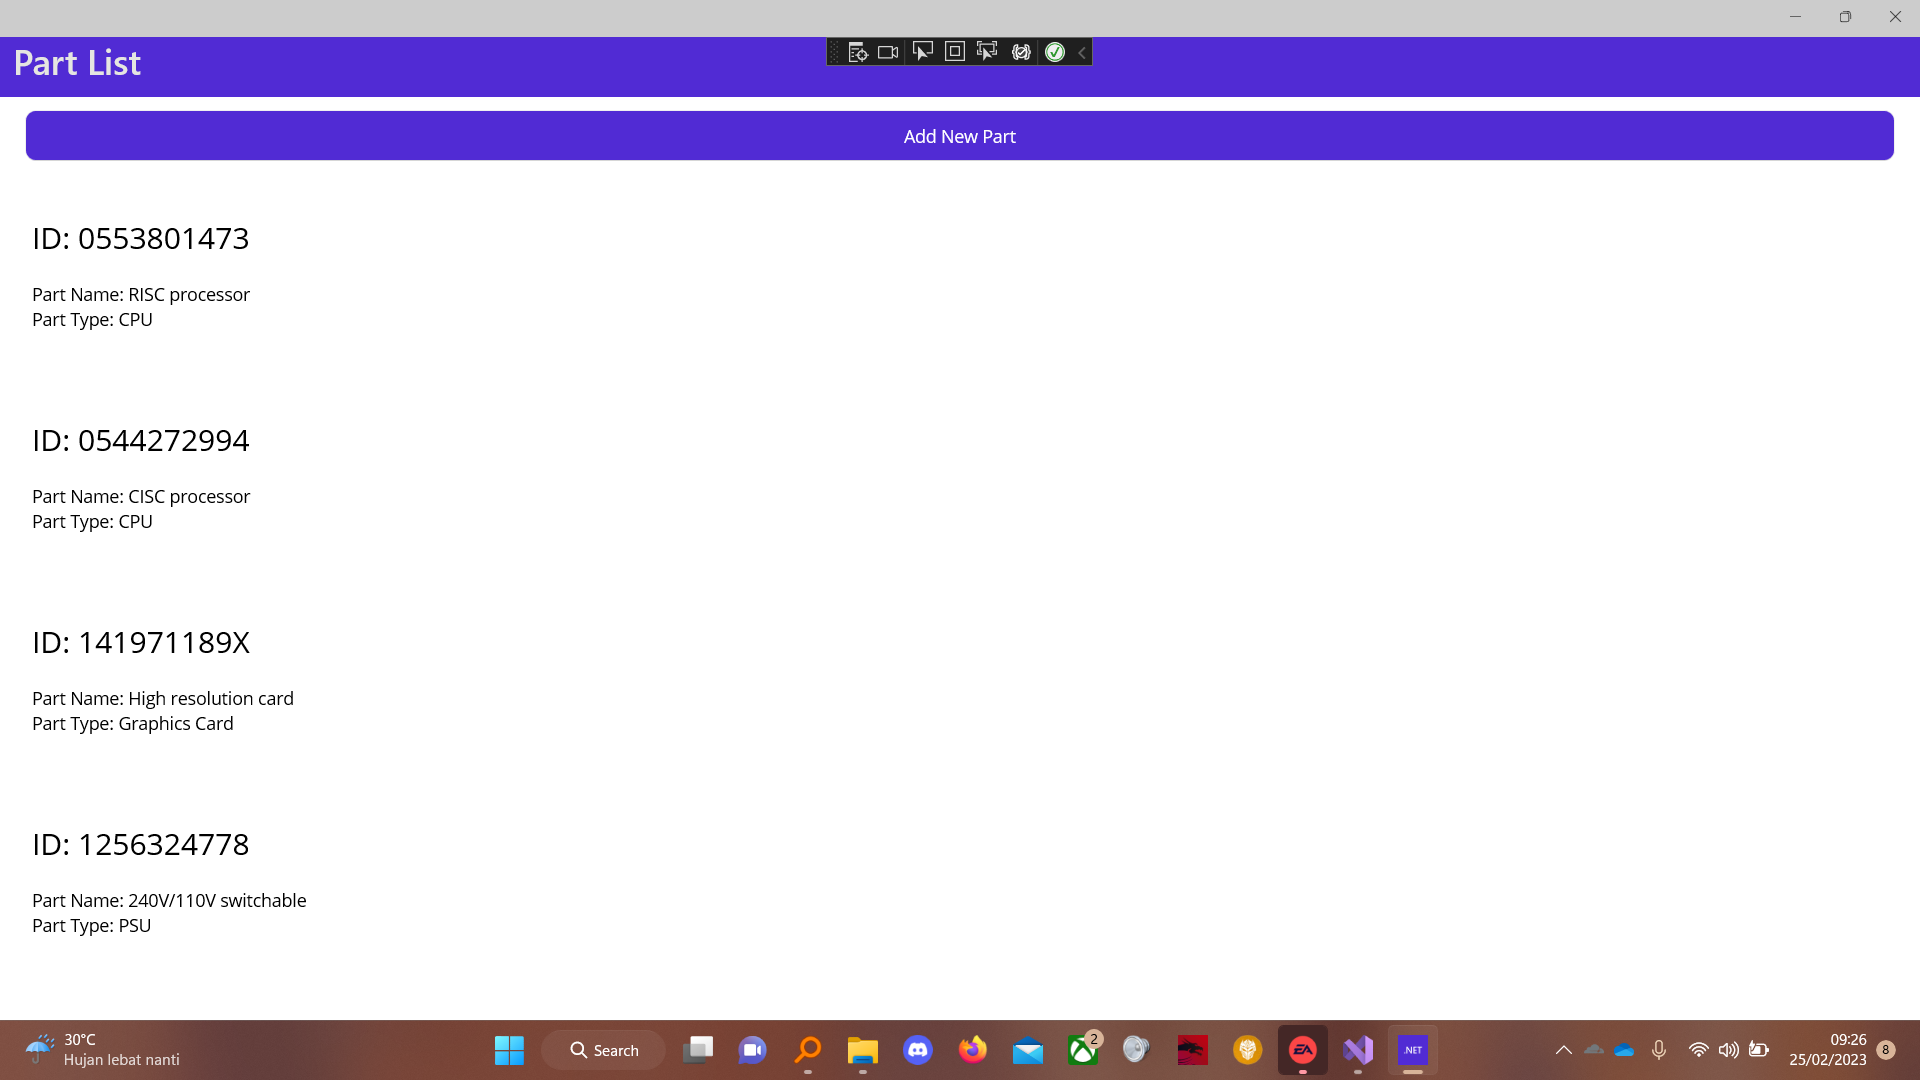 Part List
Add New Part
ID: 0553801473
Part Name: RISC processor
Part Type: CPU
ID: 0544272994
Part Name: CISC processor
Part Type: CPU
ID: 141971189X
Part Name: High resolution card
Part Type: Graphics Card
ID: 1256324778
Part Name: 240V/110V switchable
Part Type: PSU
30°C
Hujan lebat nanti
Search
2
EA
.NET
09:26
25/02/2023
8